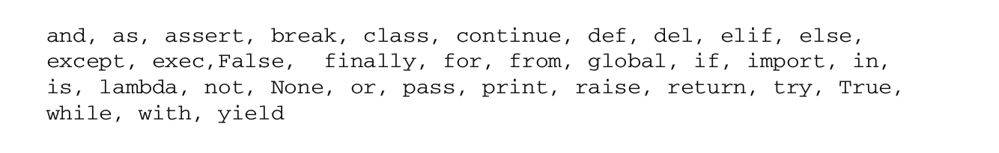 and, as, assert, break, class, continue, def, del, elif, else,
except, exec,False,  finally, for, from, global, if, import, in,
is, lambda, not, None, or, pass, print, raise, return, try, True,
while, with, yield